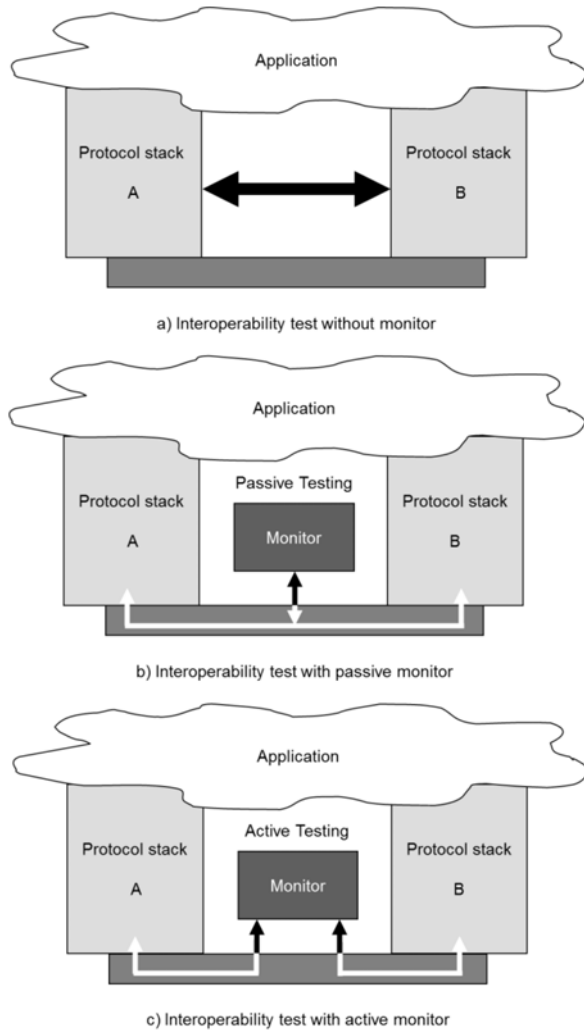 Application
Protocol stack
A
Protocol stack
B
a) Interoperability test without monitor
Application
Protocol stack
A
Passive Testing
Monitor
Protocol stack
B
b) Interoperability test with passive monitor
Application
Protocol stack
A
Active Testing
Monitor
Protocol stack
B
c) Interoperability test with active monitor